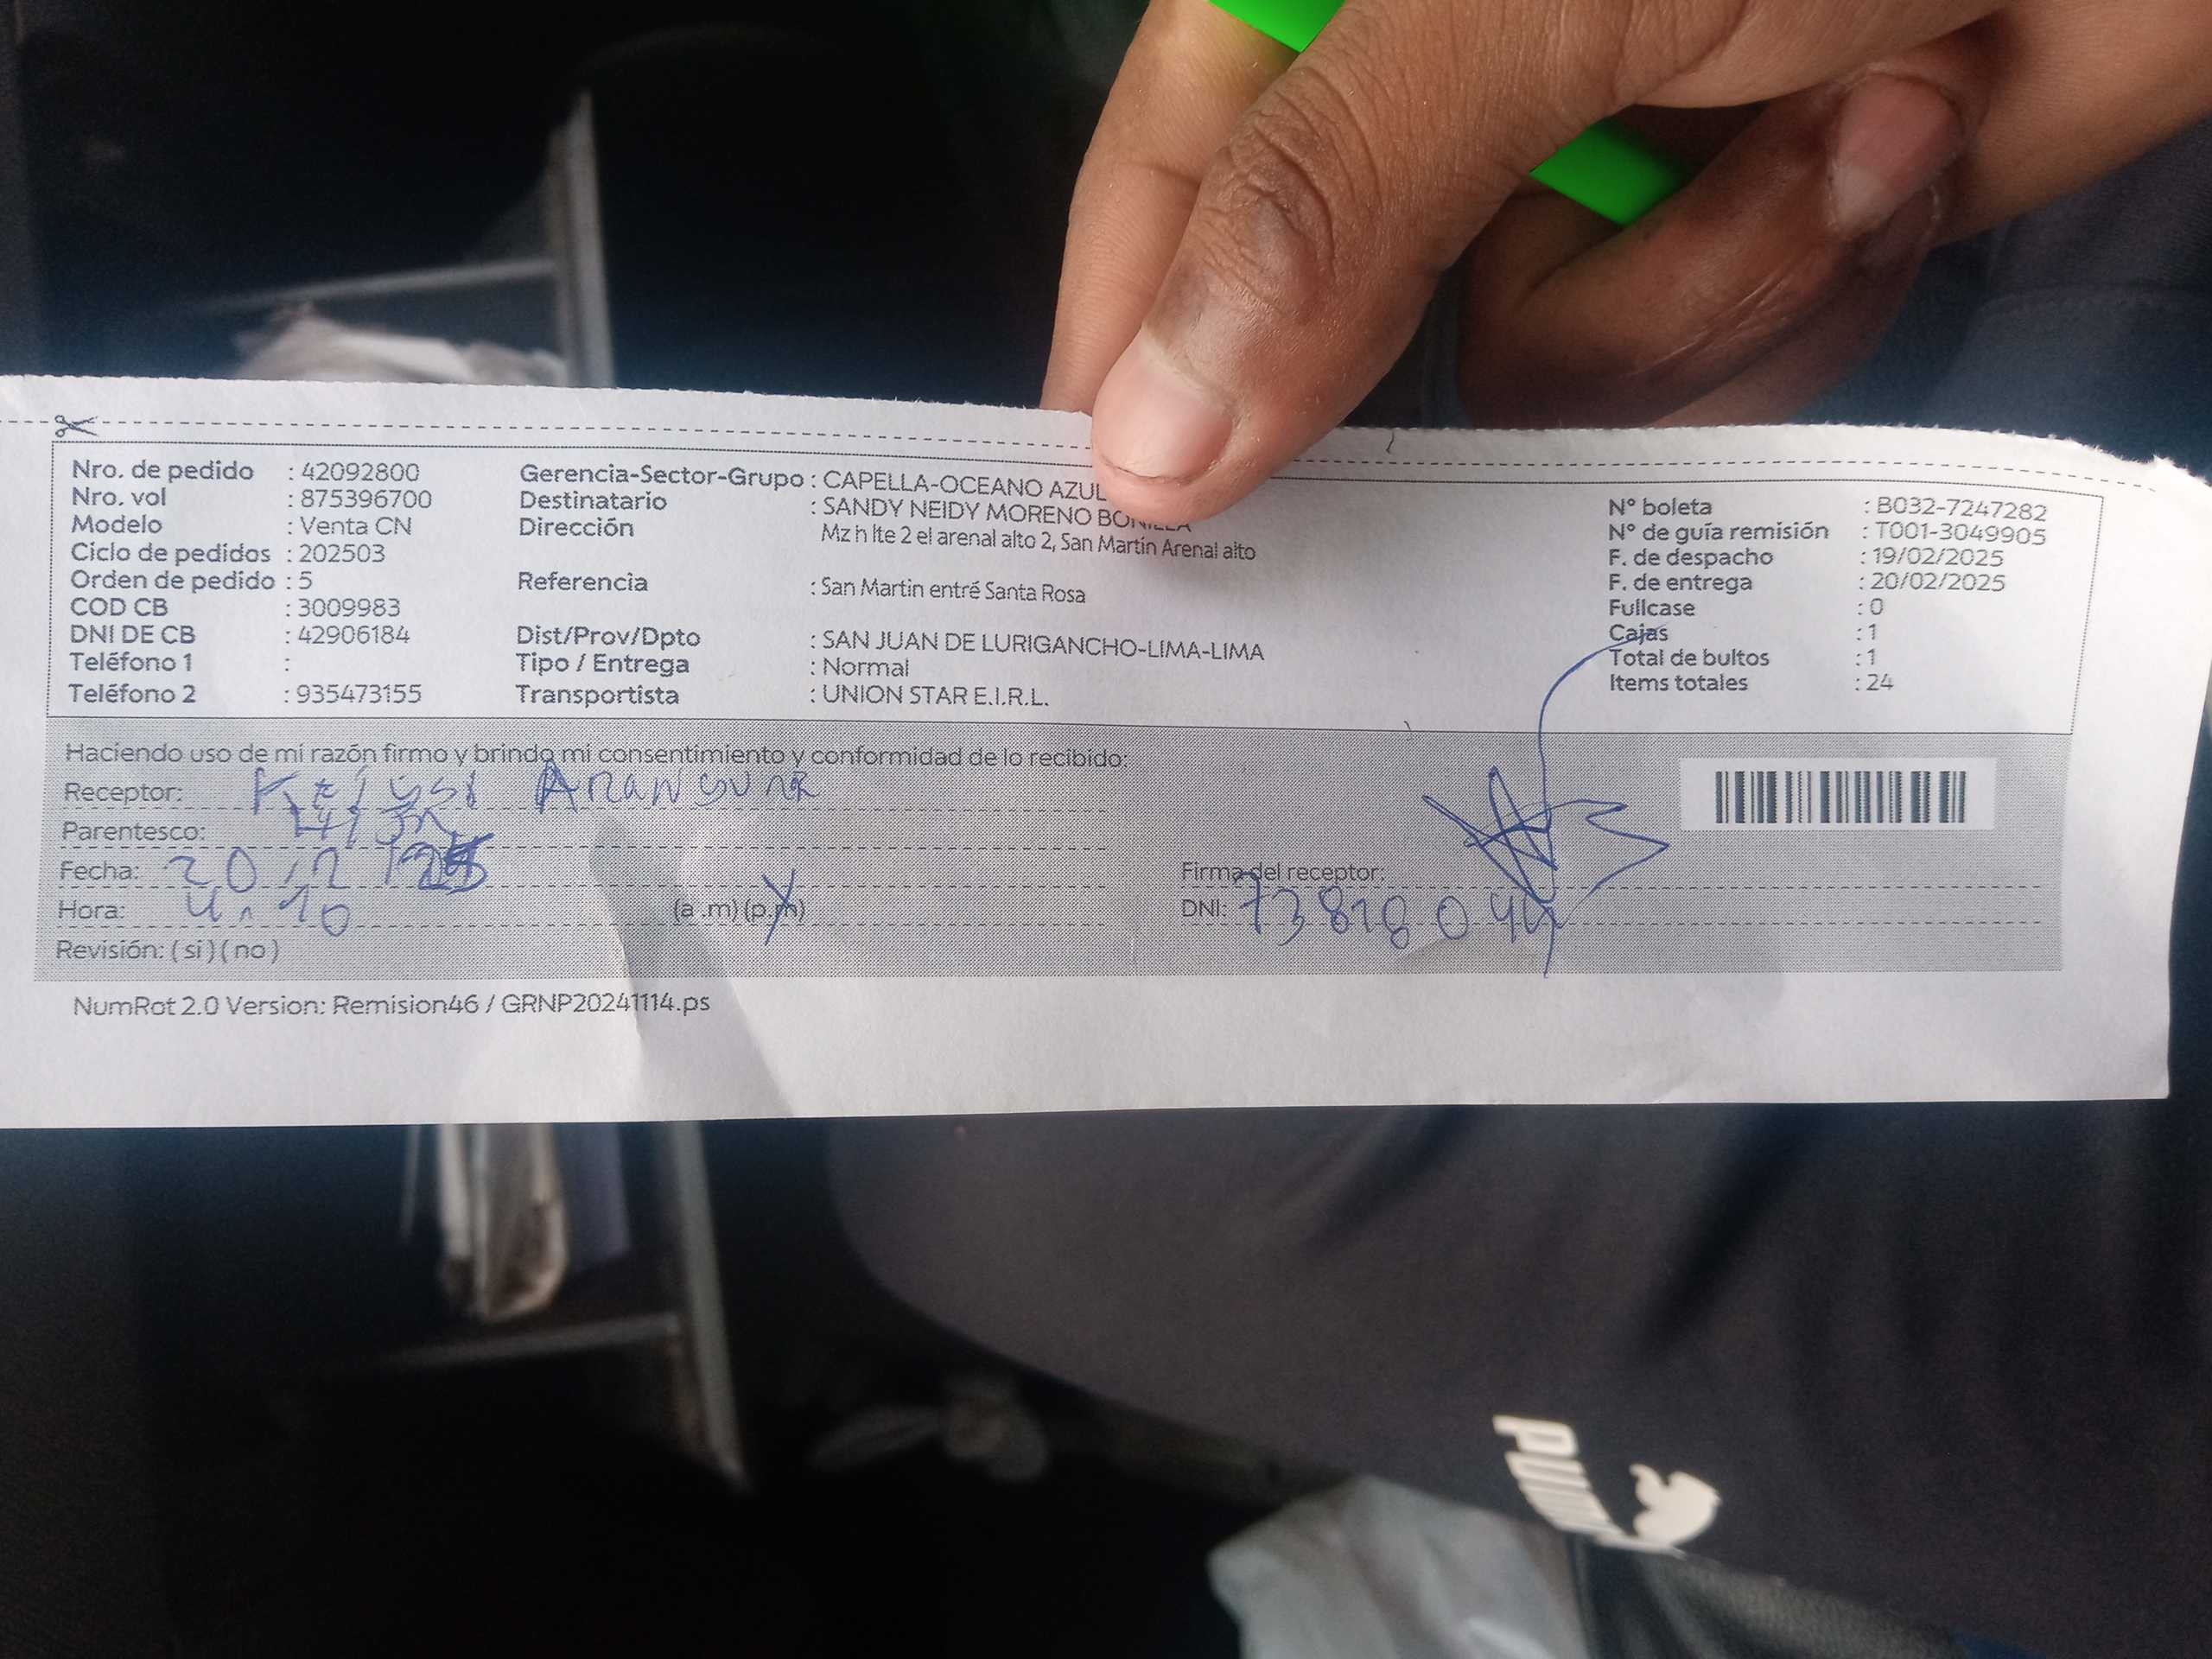 Nro. de pedido : 42092800
Nro. vol : 875396700
Modelo : Venta CN
Ciclo de pedidos : 202503
Orden de pedido : 5
COD CB : 3009983
DNI DE CB : 42906184
Teléfono 1 :
Teléfono 2 : 935473155
Gerencia-Sector-Grupo : CAPELLA-OCEANO AZUL
Destinatario : SANDY NEIDY MORENO BONILLA
Dirección Mz h lte 2 el arenal alto 2, San Martin Arenal alto
Referencia : San Martin entré Santa Rosa
Dist/Prov/Dpto : SAN JUAN DE LURIGANCHO-LIMA-LIMA
Tipo / Entrega : Normal
Transportista : UNION STAR E.I.R.L.
N° boleta : B032-7247282
N° de guía remisión : T001-3049905
F. de despacho : 19/02/2025
F. de entrega : 20/02/2025
Fullcase : 0
Cajas : 1
Total de bultos : 1
Items totales : 24
Haciendo uso de mi razón firmo y brindo mi consentimiento y conformidad de lo recibido:
Receptor:
Parentesco:
Fecha: 20/2/25
Hora: 4:10 (a .m) (p.m)
Revisión: ( si ) ( no )
Firma del receptor:
DNI:
NumRot 2.0 Version: Remision46 / GRNP20241114.ps
PUMA